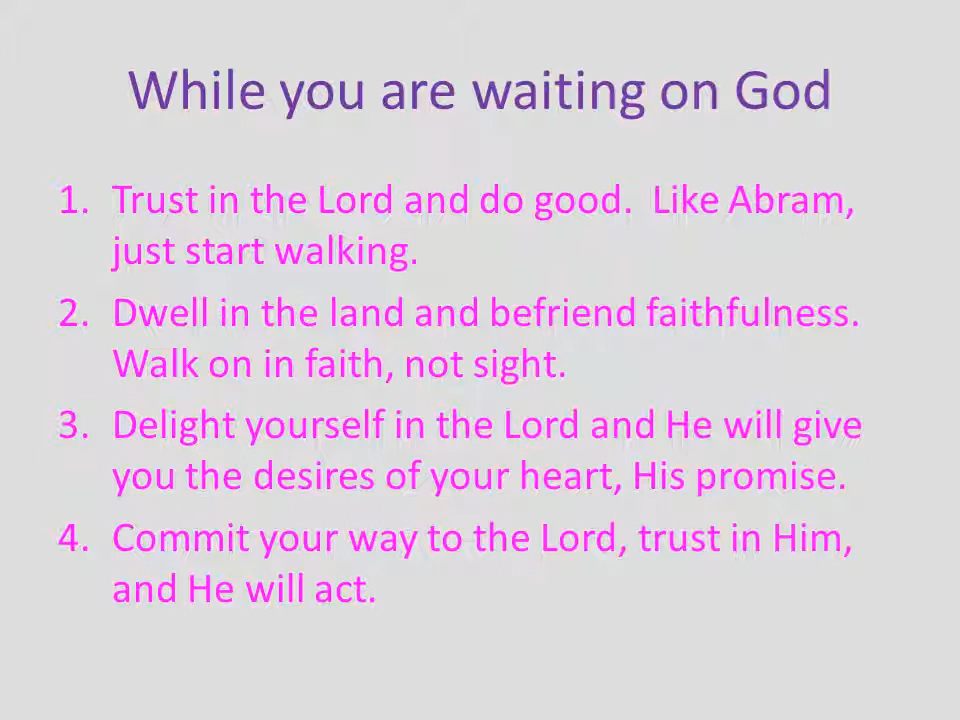 While you are waiting on God
1. Trust in the Lord and do good.  Like Abram,
just start walking.
2. Dwell in the land and befriend faithfulness.
Walk on in faith, not sight.
3. Delight yourself in the Lord and He will give
you the desires of your heart, His promise.
4. Commit your way to the Lord, trust in Him,
and He will act.